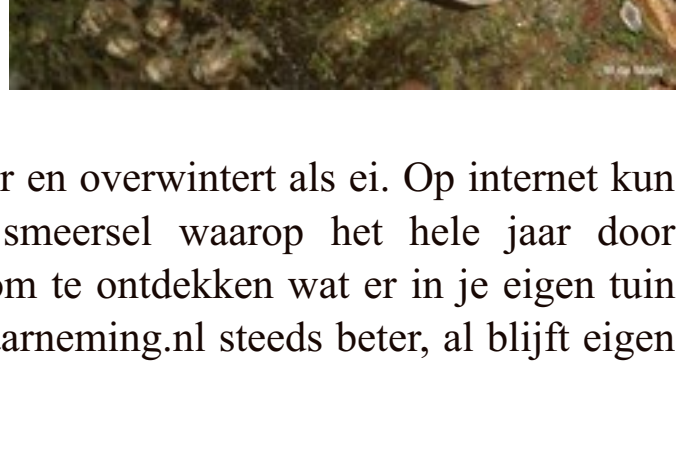 r en overwintert als ei. Op internet kun
smeersel waarop het hele jaar door
om te ontdekken wat er in je eigen tuin
arneming.nl steeds beter, al blijft eigen